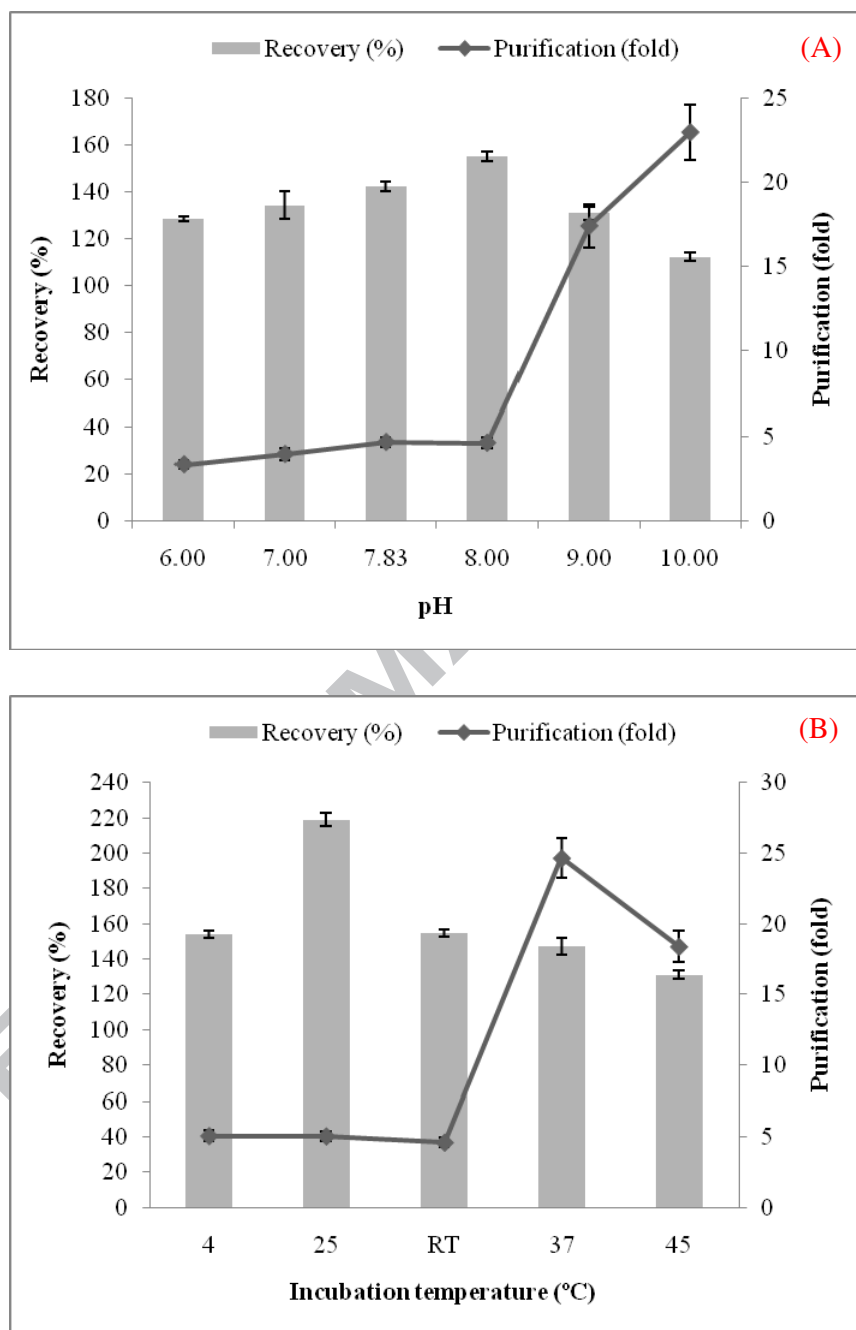 Recovery (%) Purification (fold) (A)
180 25
160
140 20
120
100 15
80
60 10
40 5
20
0 0
Recovery (%)
Purification (fold)
6.00 7.00 7.83 8.00 9.00 10.00
pH
Recovery (%) Purification (fold) (B)
240 30
220
200 25
180
160 20
140
120 15
100
80 10
60
40 5
20
0 0
Recovery (%)
Purification (fold)
4 25 RT 37 45
Incubation temperature (ºC)